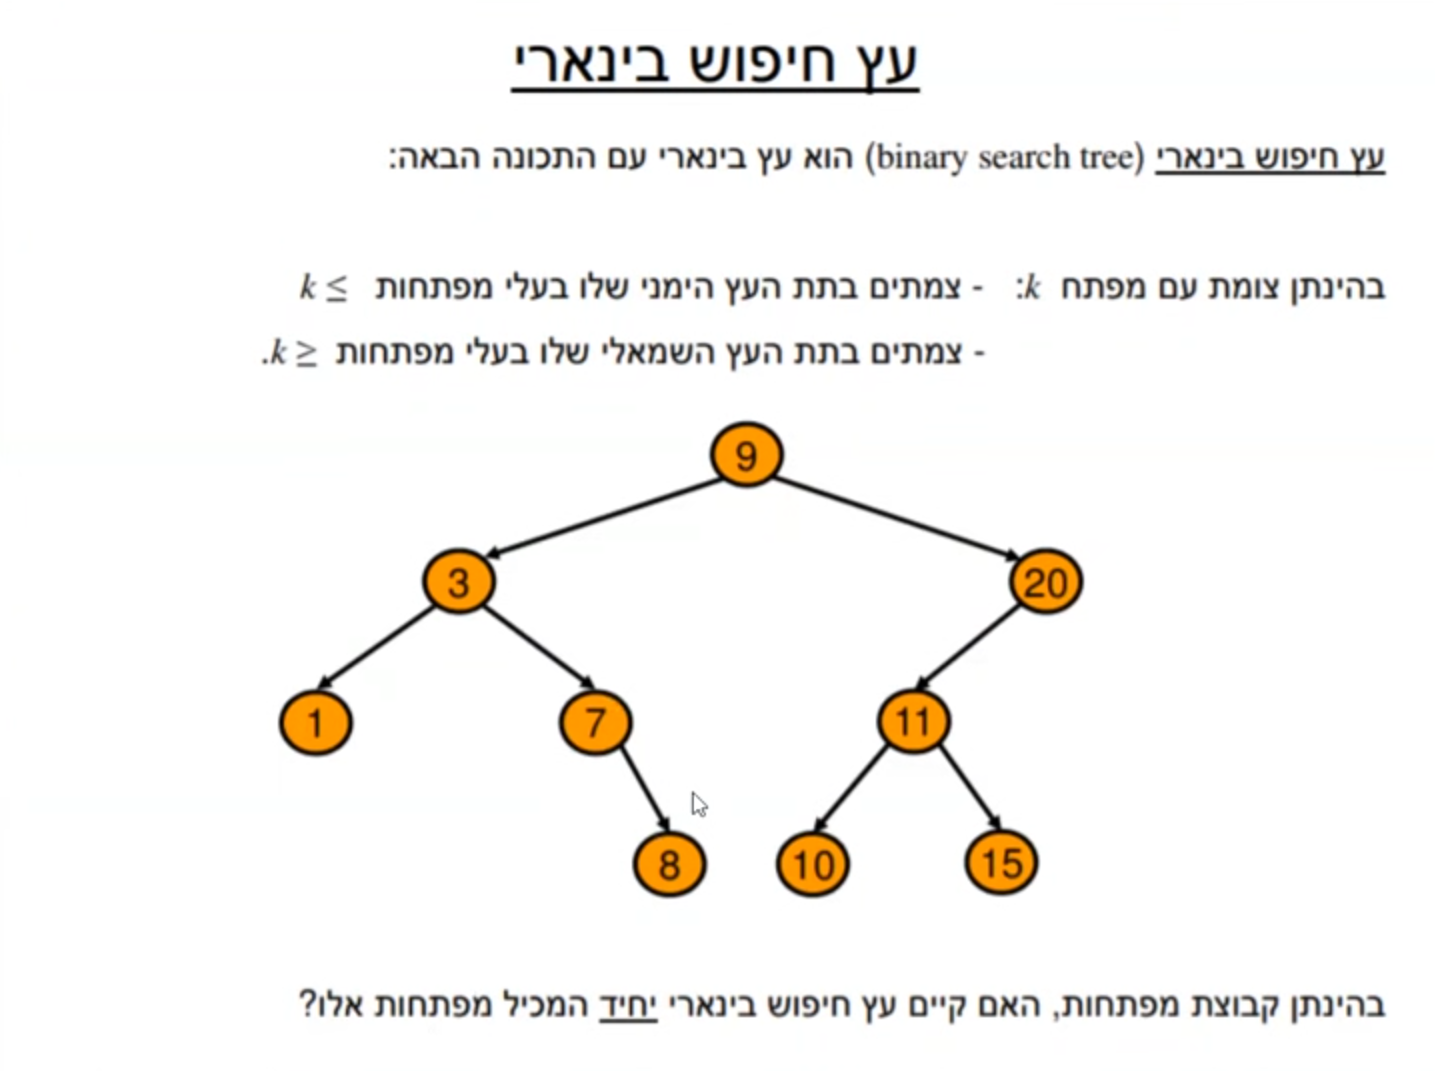 עץ חיפוש בינארי
עץ חיפוש בינארי (binary search tree) הוא עץ בינארי עם התכונה הבאה:
בהינתן צומת עם מפתח k: - צמתים בתת העץ הימני שלו בעלי מפתחות ≥ k
- צמתים בתת העץ השמאלי שלו בעלי מפתחות ≤ k.
9
3 20
1 7 11
8 10 15
בהינתן קבוצת מפתחות, האם קיים עץ חיפוש בינארי יחיד המכיל מפתחות אלו?